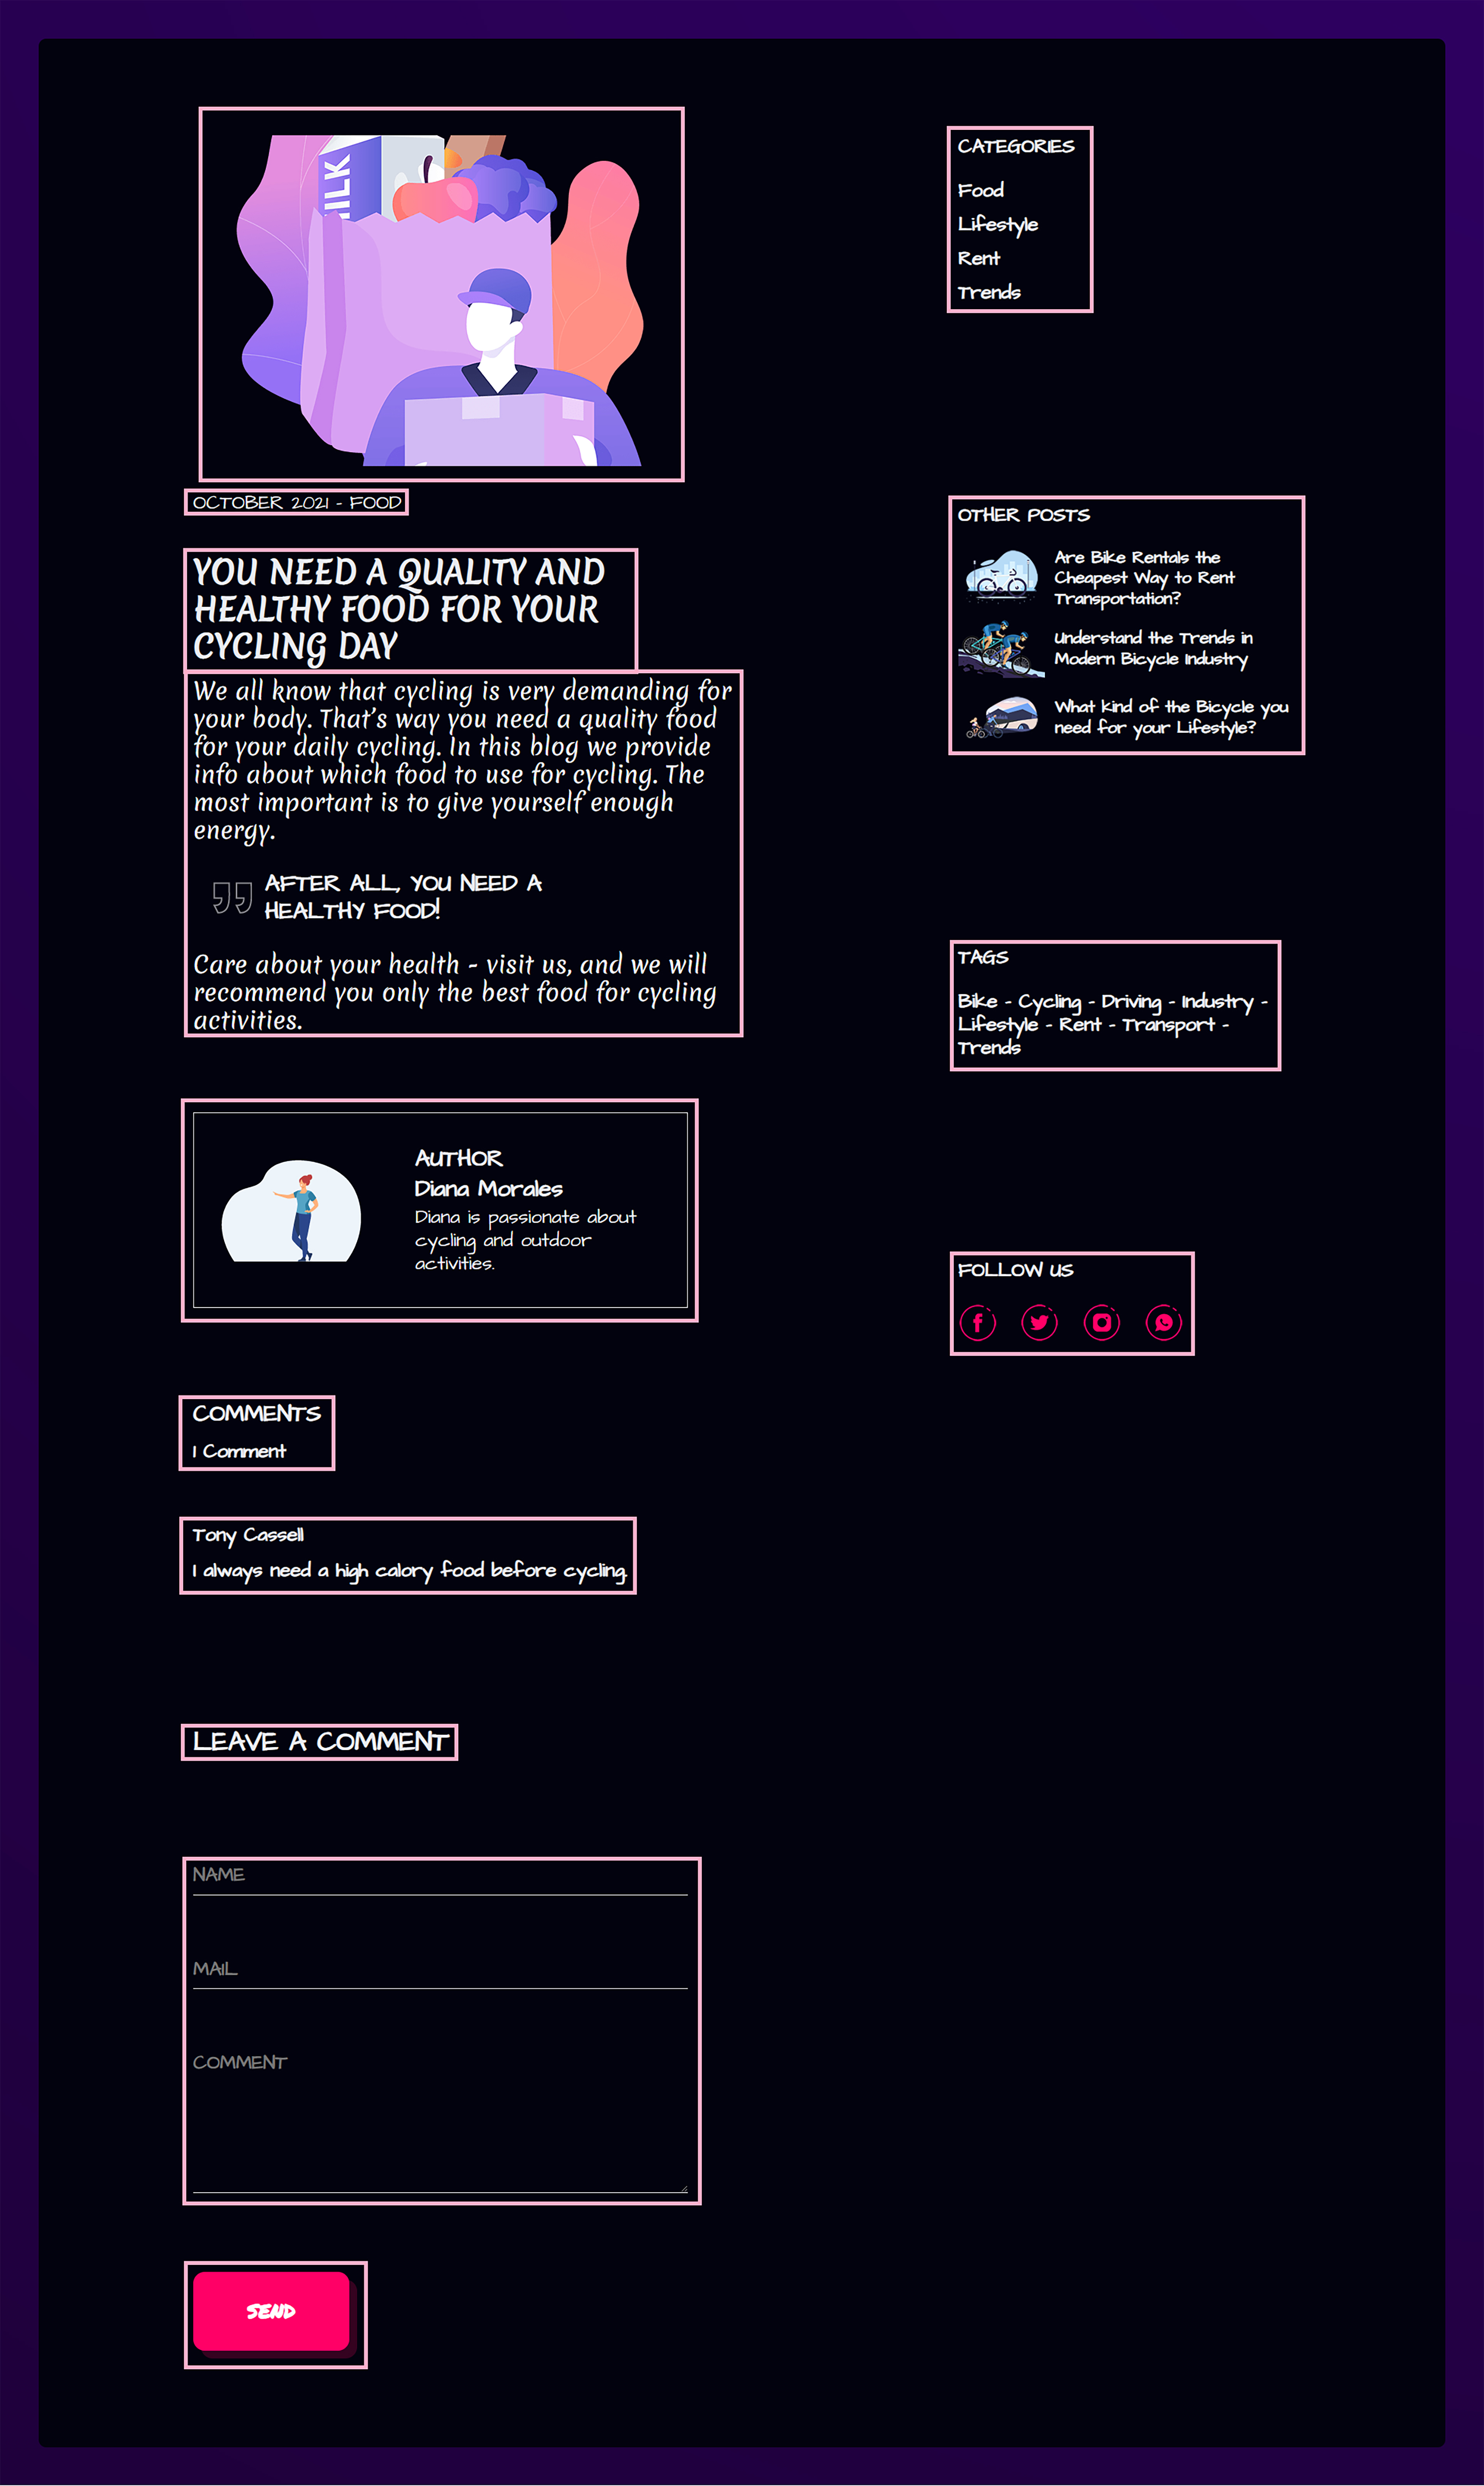 MILK
OCTOBER 2021 - FOOD
YOU NEED A QUALITY AND
HEALTHY FOOD FOR YOUR
CYCLING DAY
We all know that cycling is very demanding for
your body. That's way you need a quality food
for your daily cycling. In this blog we provide
info about which food to use for cycling. The
most important is to give yourself enough
energy.
AFTER ALL, YOU NEED A
HEALTHY FOOD!
Care about your health - visit us, and we will
recommend you only the best food for cycling
activities.
AUTHOR
Diana Morales
Diana is passionate about
cycling and outdoor
activities.
COMMENTS
1 Comment
Tony Cassell
I always need a high calory food before cycling.
LEAVE A COMMENT
NAME
MAIL
COMMENT
SEND
CATEGORIES
Food
Lifestyle
Rent
Trends
OTHER POSTS
Are Bike Rentals the
Cheapest Way to Rent
Transportation?
Understand the Trends in
Modern Bicycle Industry
What kind of the Bicycle you
need for your Lifestyle?
TAGS
Bike - Cycling - Driving - Industry -
Lifestyle - Rent - Transport -
Trends
FOLLOW US